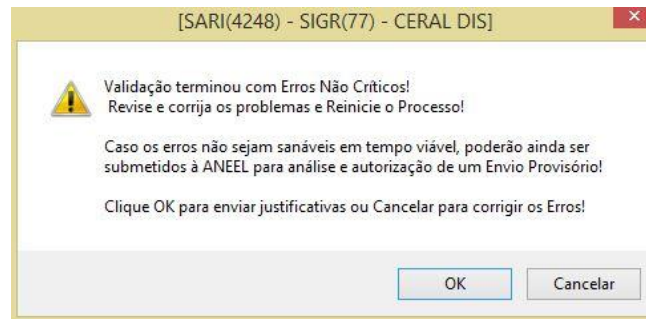 [SARI(4248) - SIGR(77) - CERAL DIS]
Validação terminou com Erros Não Críticos!
Revise e corrija os problemas e Reinicie o Processo!
Caso os erros não sejam sanáveis em tempo viável, poderão ainda ser
submetidos à ANEEL para análise e autorização de um Envio Provisório!
Clique OK para enviar justificativas ou Cancelar para corrigir os Erros!
OK
Cancelar